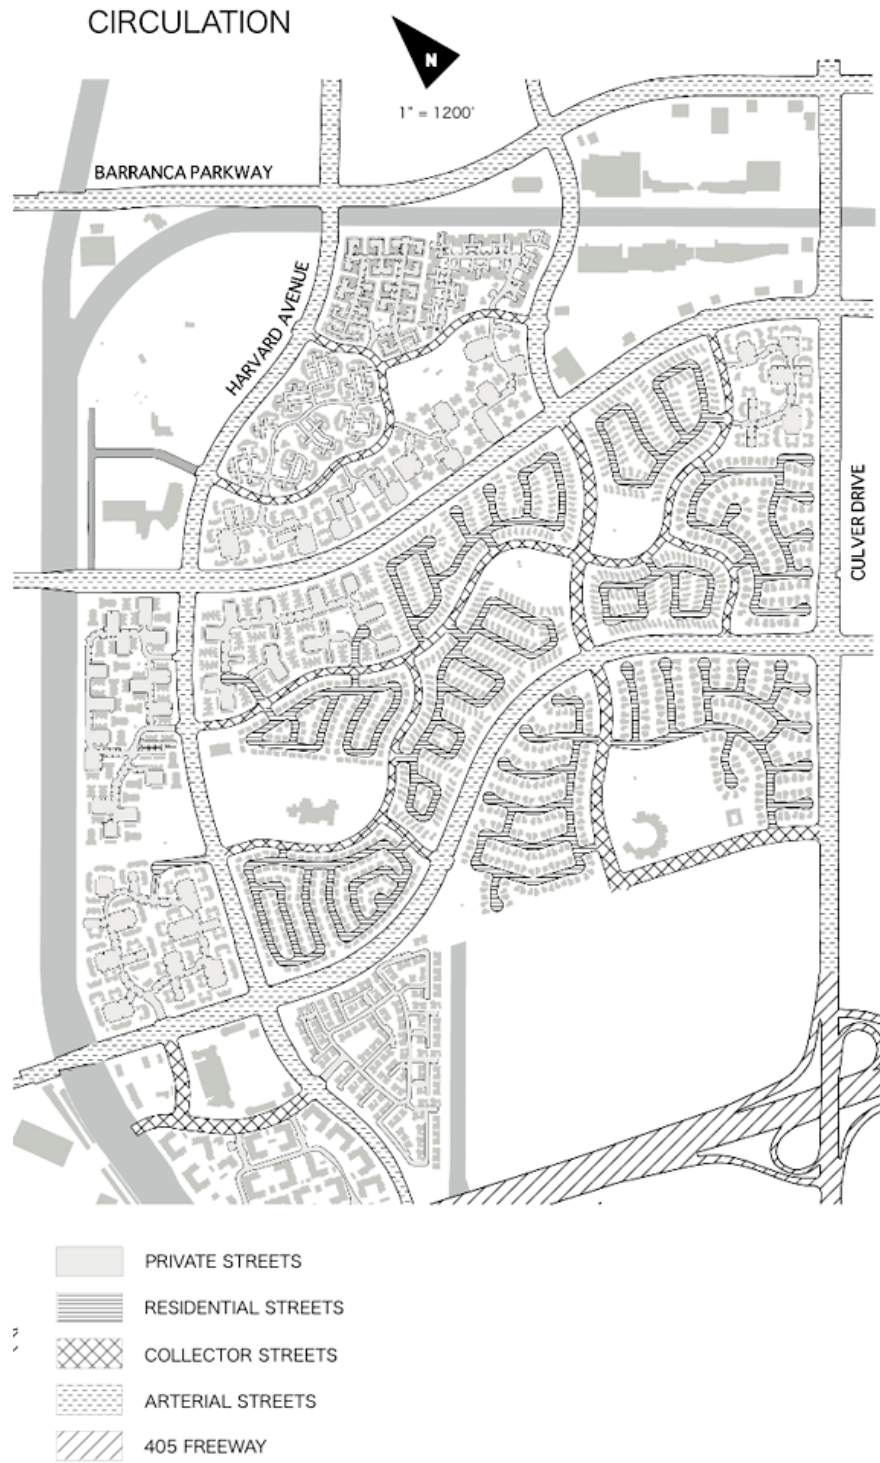 CIRCULATION
N
1" = 1200'
BARRANCA PARKWAY
HARVARD AVENUE
CULVER DRIVE
PRIVATE STREETS
RESIDENTIAL STREETS
COLLECTOR STREETS
ARTERIAL STREETS
405 FREEWAY